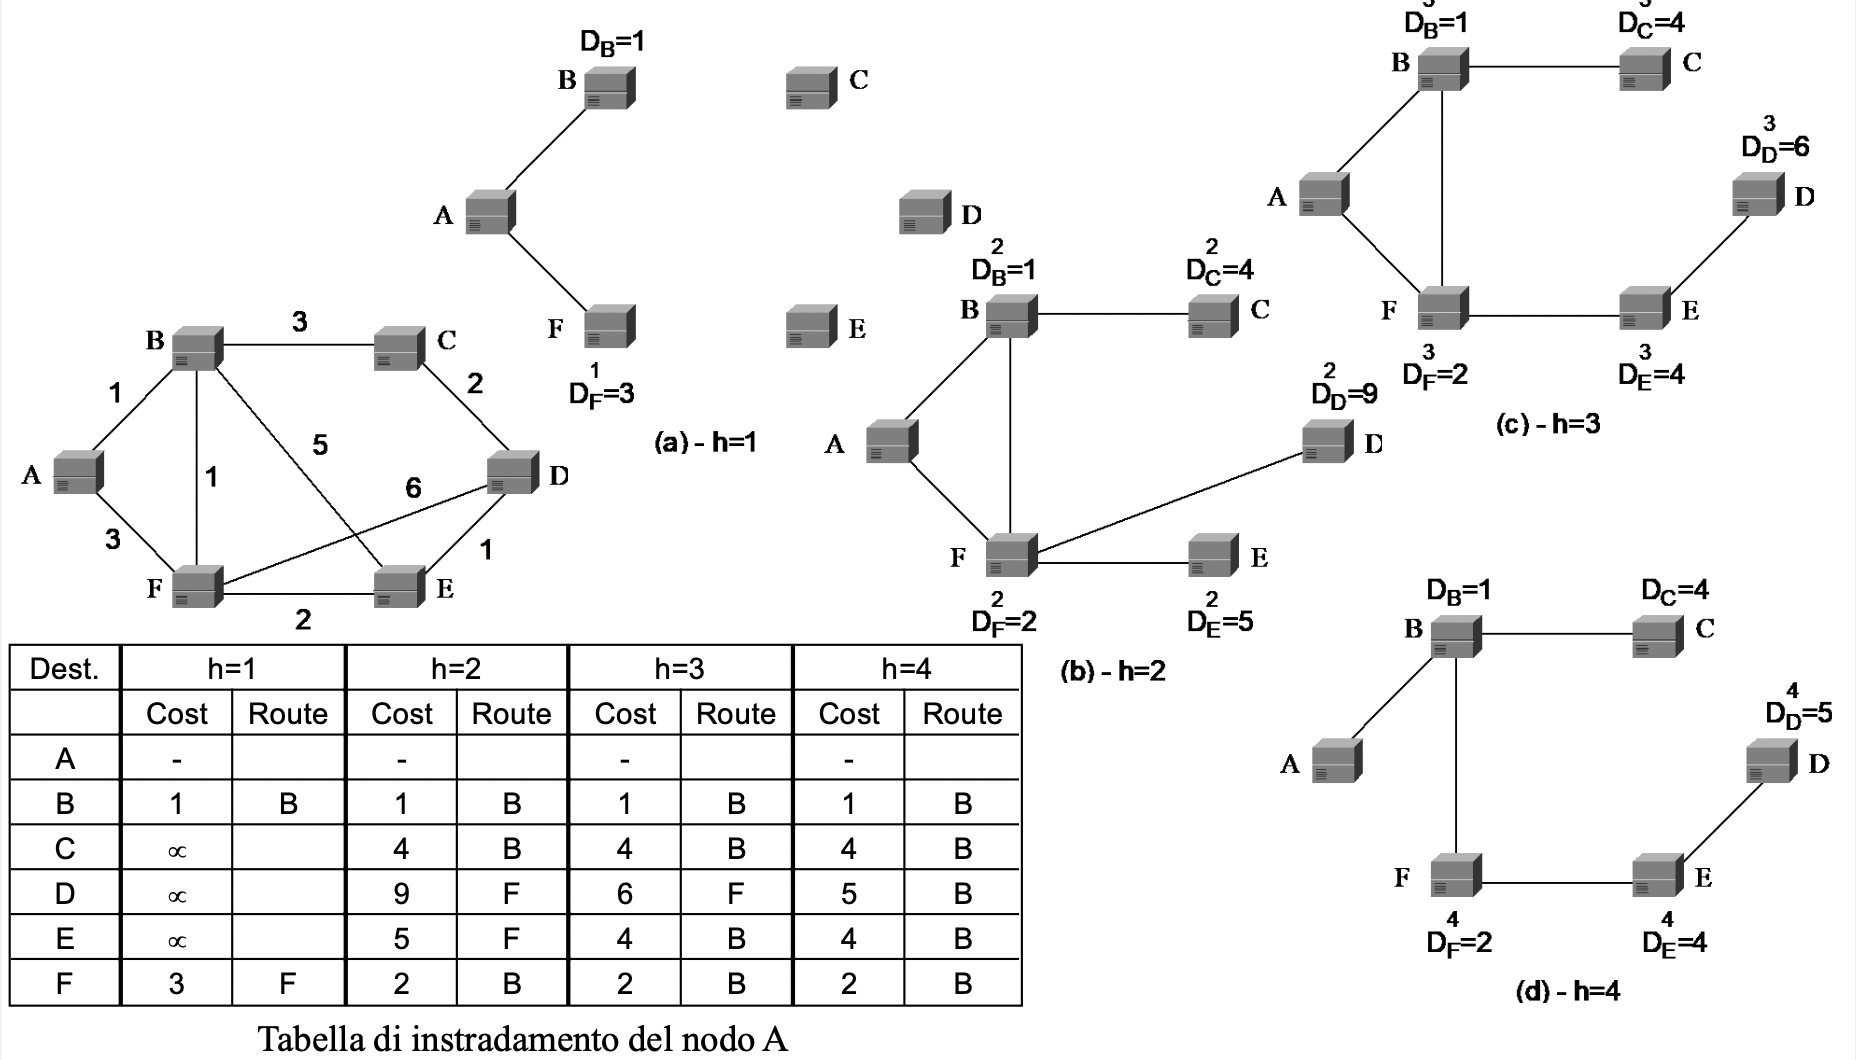 D_B=1
B
C
A
D
F
E
1
D_F=3
(a) - h=1
B
3
C
1
2
A
1
5
6
D
3
1
F
2
E
2
D_B=1
2
D_C=4
B
C
A
2
D_D=9
D
F
E
2
D_F=2
2
D_E=5
(b) - h=2
3
D_B=1
3
D_C=4
B
C
3
D_D=6
A
D
F
E
3
D_F=2
3
D_E=4
(c) - h=3
D_B=1
D_C=4
B
C
4
D_D=5
A
D
F
E
4
D_F=2
4
D_E=4
(d) - h=4
Dest. h=1 h=2 h=3 h=4
Cost Route Cost Route Cost Route Cost Route
A - - - -
B 1 B 1 B 1 B 1 B
C ∝ 4 B 4 B 4 B
D ∝ 9 F 6 F 5 B
E ∝ 5 F 4 B 4 B
F 3 F 2 B 2 B 2 B
Tabella di instradamento del nodo A